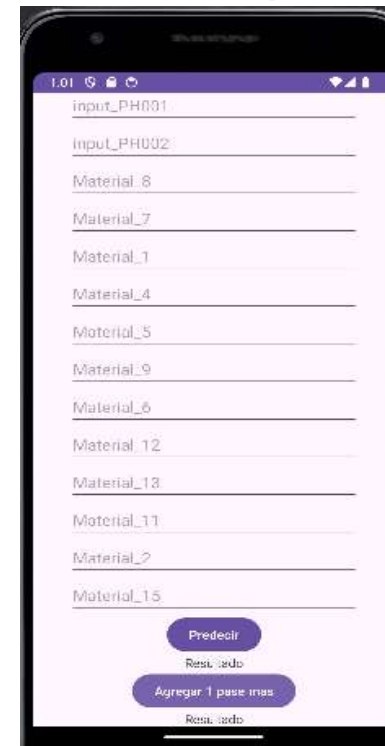 1:01
input_PH001
input_PH002
Material_8
Material_7
Material_1
Material_4
Material_5
Material_9
Material_6
Material_12
Material_13
Material_11
Material_2
Material_15
Predecir
Resultado
Agregar 1 pase mas
Resultado